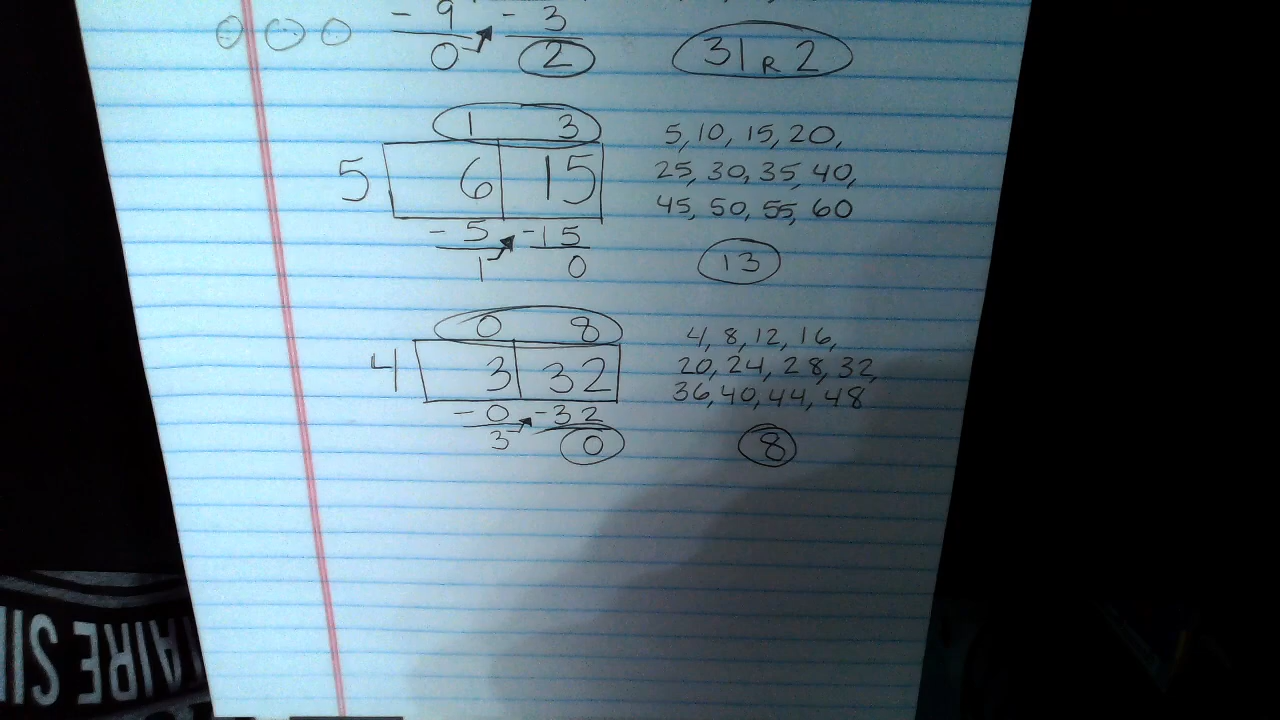 - 9 - 3
0 2 31 R 2
1 3 5, 10, 15, 20,
5 6 15 25, 30, 35, 40,
45, 50, 55, 60
- 5 -15
1 0 13
0 8 4, 8, 12, 16,
4 3 32 20, 24, 28, 32,
36, 40, 44, 48
- 0 -32
3 0 8
AIRE SI